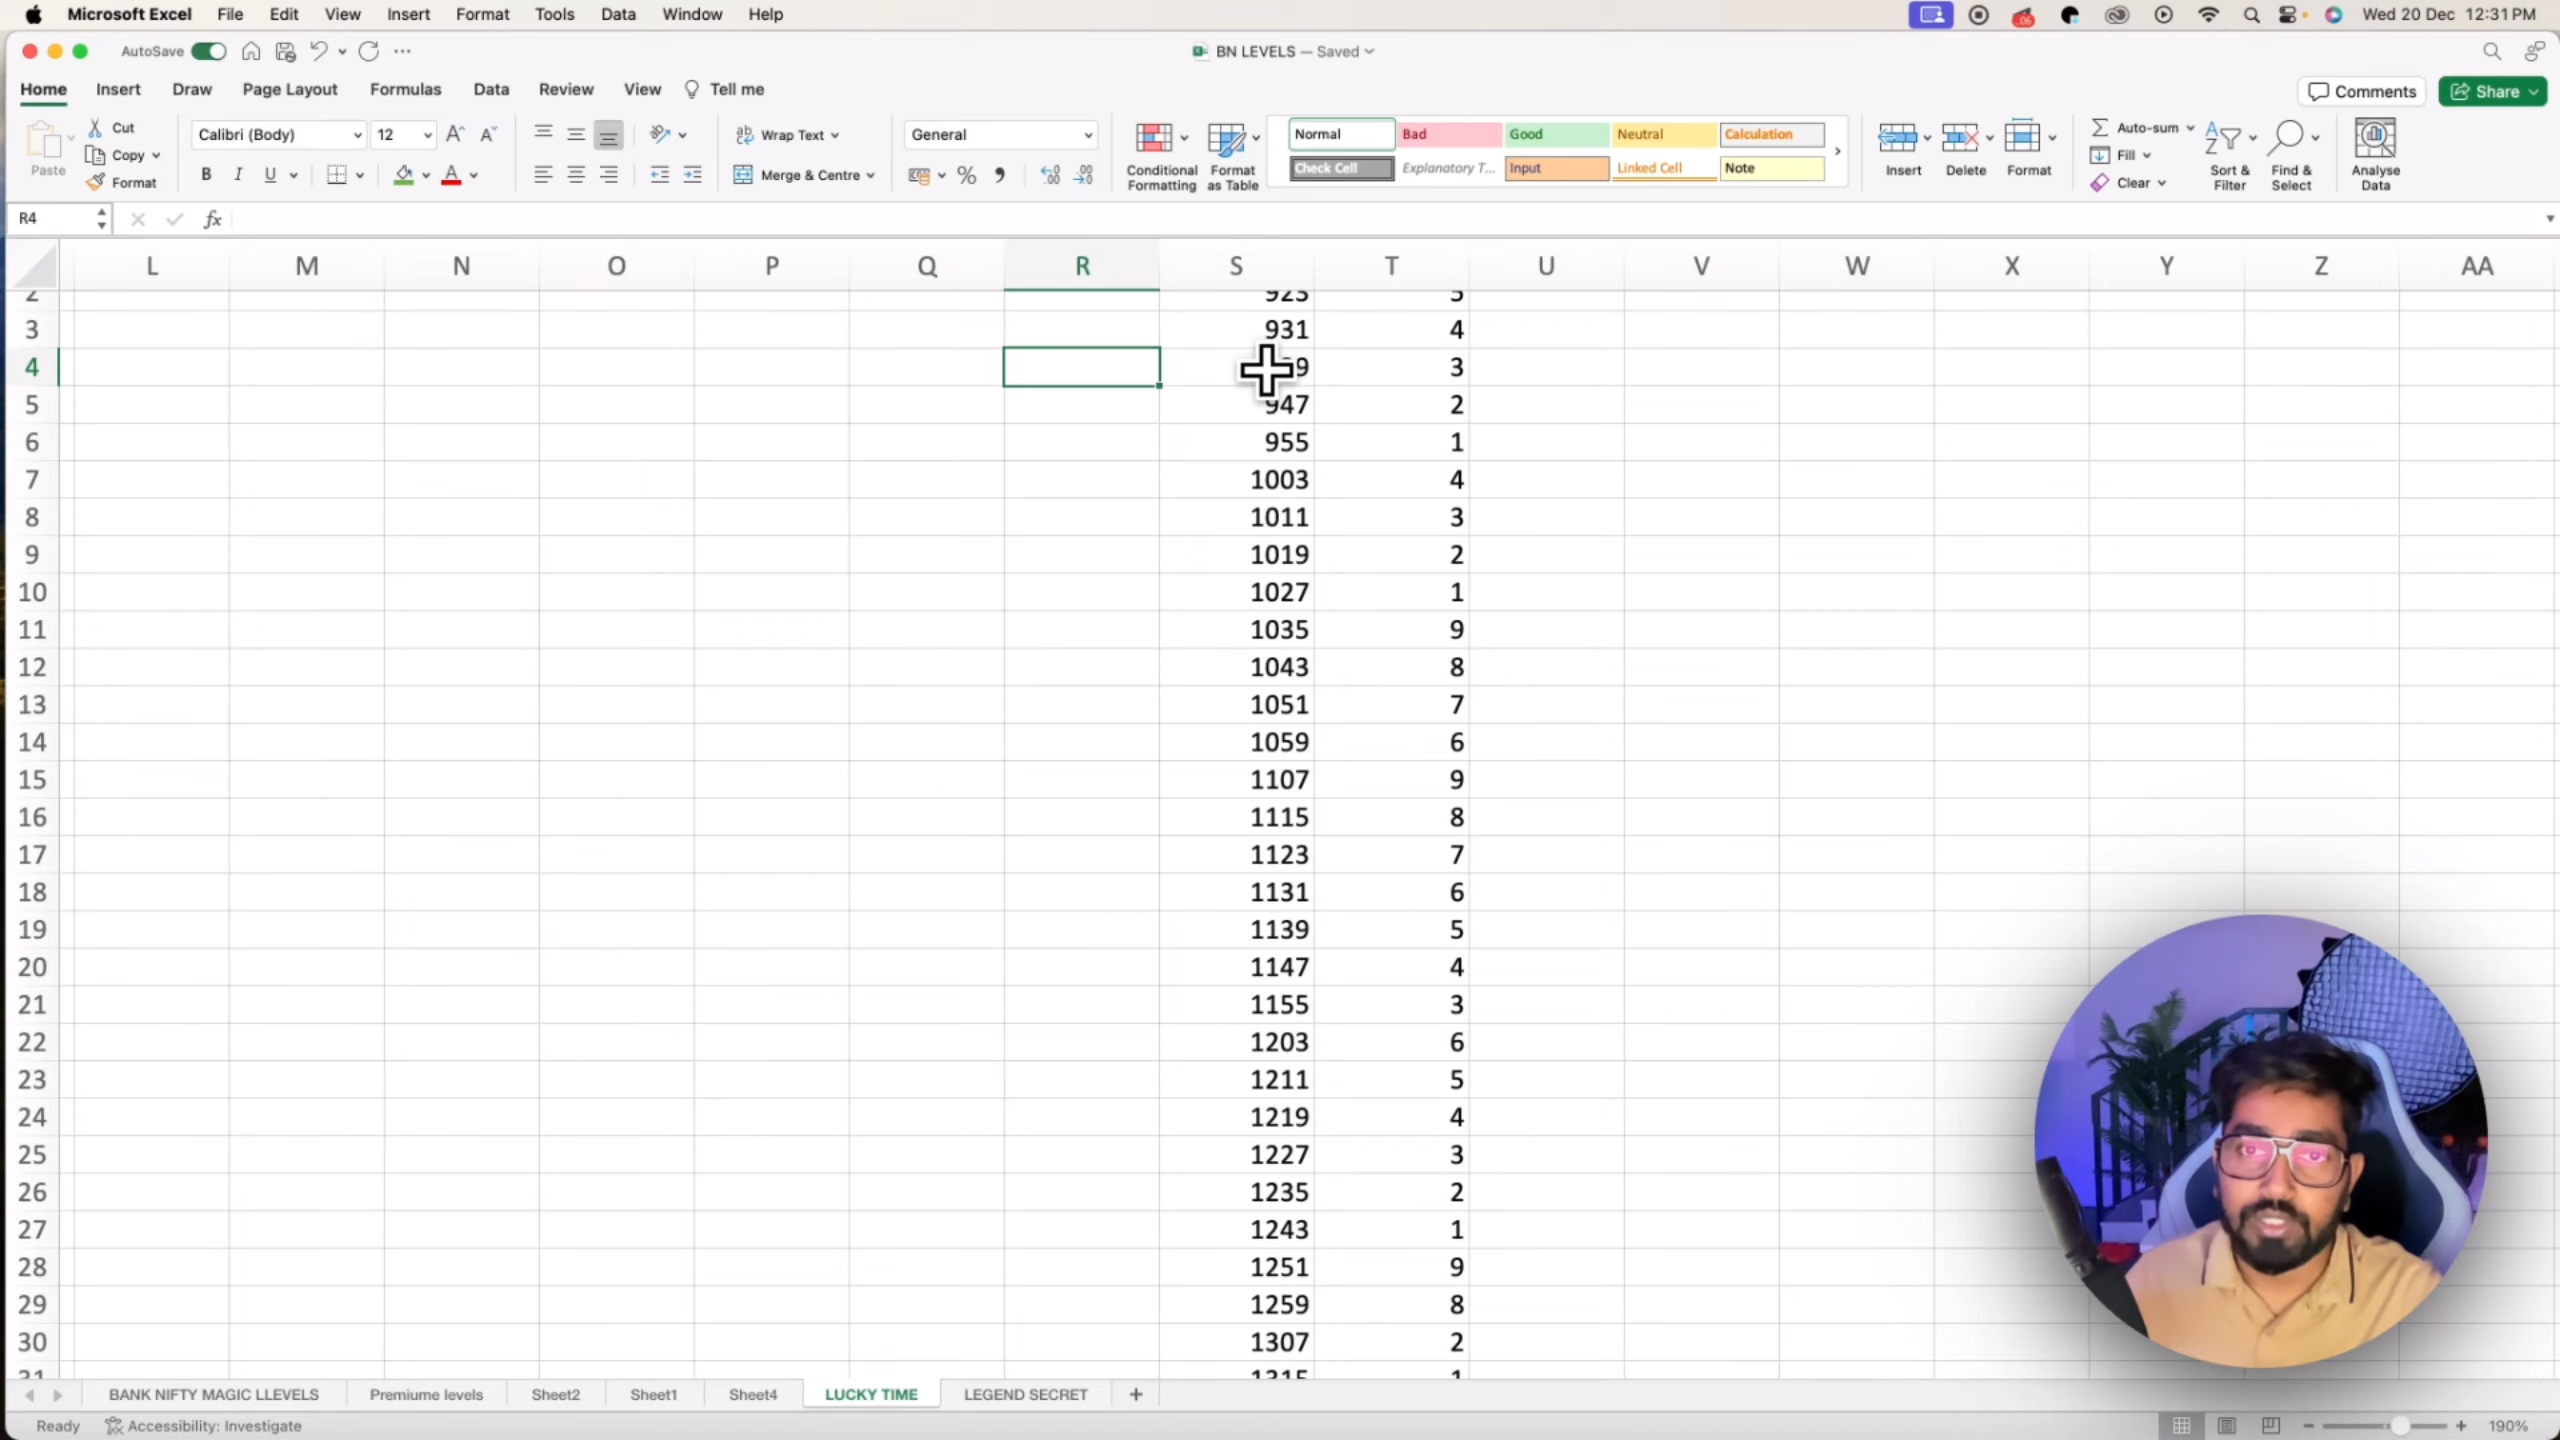 Microsoft Excel File Edit View Insert Format Tools Data Window Help Wed 20 Dec 12:31 PM
AutoSave BN LEVELS — Saved
Home Insert Draw Page Layout Formulas Data Review View Tell me Comments Share
Paste Cut Copy Format
Calibri (Body) 12
B I U A
Wrap Text
Merge & Centre
General
%
Conditional Formatting
Format as Table
Normal Bad Good Neutral Calculation
Check Cell Explanatory T... Input Linked Cell Note
Insert Delete Format
Auto-sum
Fill
Clear
Sort & Filter
Find & Select
Analyse Data
R4 fx
L M N O P Q R S T U V W X Y Z AA
2 923 5
3 931 4
4 9 3
5 947 2
6 955 1
7 1003 4
8 1011 3
9 1019 2
10 1027 1
11 1035 9
12 1043 8
13 1051 7
14 1059 6
15 1107 9
16 1115 8
17 1123 7
18 1131 6
19 1139 5
20 1147 4
21 1155 3
22 1203 6
23 1211 5
24 1219 4
25 1227 3
26 1235 2
27 1243 1
28 1251 9
29 1259 8
30 1307 2
31 1315 1
BANK NIFTY MAGIC LLEVELS Premiume levels Sheet2 Sheet1 Sheet4 LUCKY TIME LEGEND SECRET +
Ready Accessibility: Investigate 190%